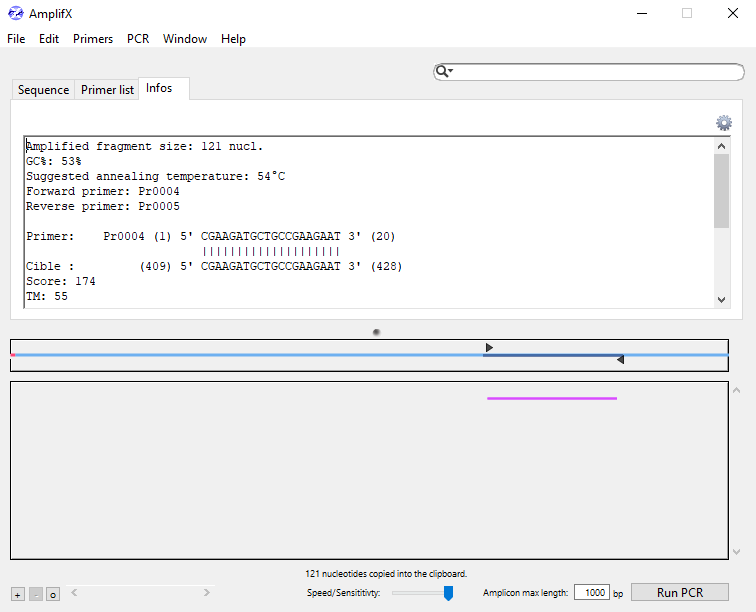 AmplifX
File Edit Primers PCR Window Help
Sequence Primer list Infos
Amplified fragment size: 121 nucl.
GC%: 53%
Suggested annealing temperature: 54°C
Forward primer: Pr0004
Reverse primer: Pr0005
Primer: Pr0004 (1) 5' CGAAGATGCTGCCGAAGAAT 3' (20)
||||||||||||||||||||
Cible : (409) 5' CGAAGATGCTGCCGAAGAAT 3' (428)
Score: 174
TM: 55
121 nucleotides copied into the clipboard.
+ - o Speed/Sensititvty: Amplicon max length: 1000 bp Run PCR